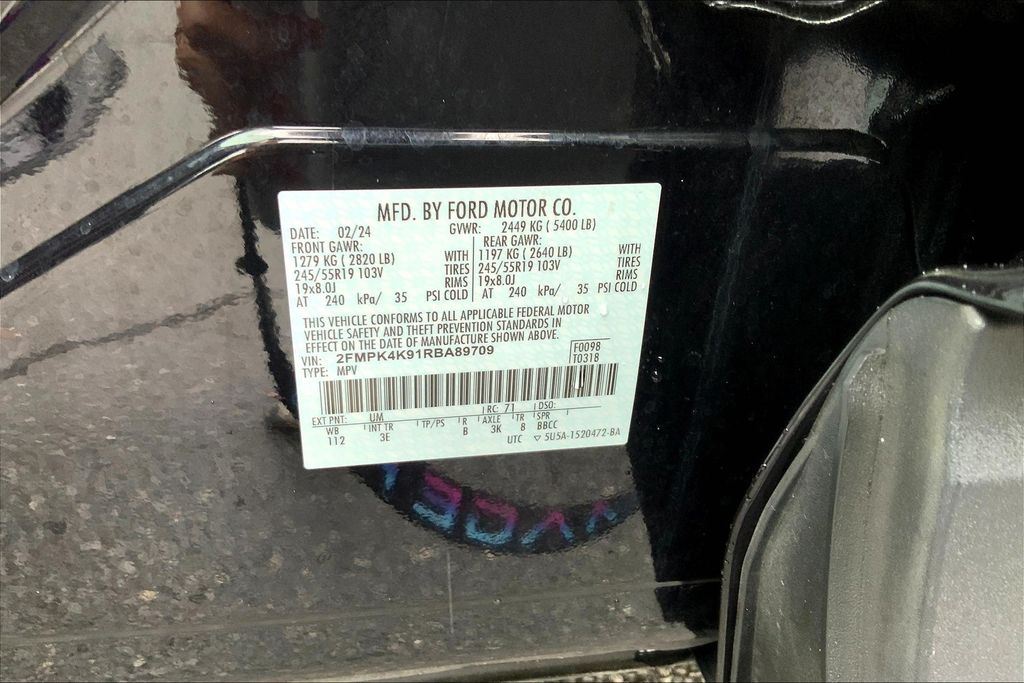 MFD. BY FORD MOTOR CO.
DATE: 02/24 GVWR: 2449 KG ( 5400 LB)
FRONT GAWR: REAR GAWR:
1279 KG ( 2820 LB) WITH 1197 KG ( 2640 LB) WITH
245/55R19 103V TIRES 245/55R19 103V TIRES
19x8.0J RIMS 19x8.0J RIMS
AT 240 kPa/ 35 PSI COLD AT 240 kPa/ 35 PSI COLD
THIS VEHICLE CONFORMS TO ALL APPLICABLE FEDERAL MOTOR
VEHICLE SAFETY AND THEFT PREVENTION STANDARDS IN
EFFECT ON THE DATE OF MANUFACTURE SHOWN ABOVE.
VIN: 2FMPK4K91RBA89709 F0098
TYPE: MPV T0318
EXT PNT: UM RC: 71 DSO:
WB INT TR TP/PS R AXLE TR SPR
112 3E B 3K 8 BBCC
UTC ▽ 5U5A-1520472-BA